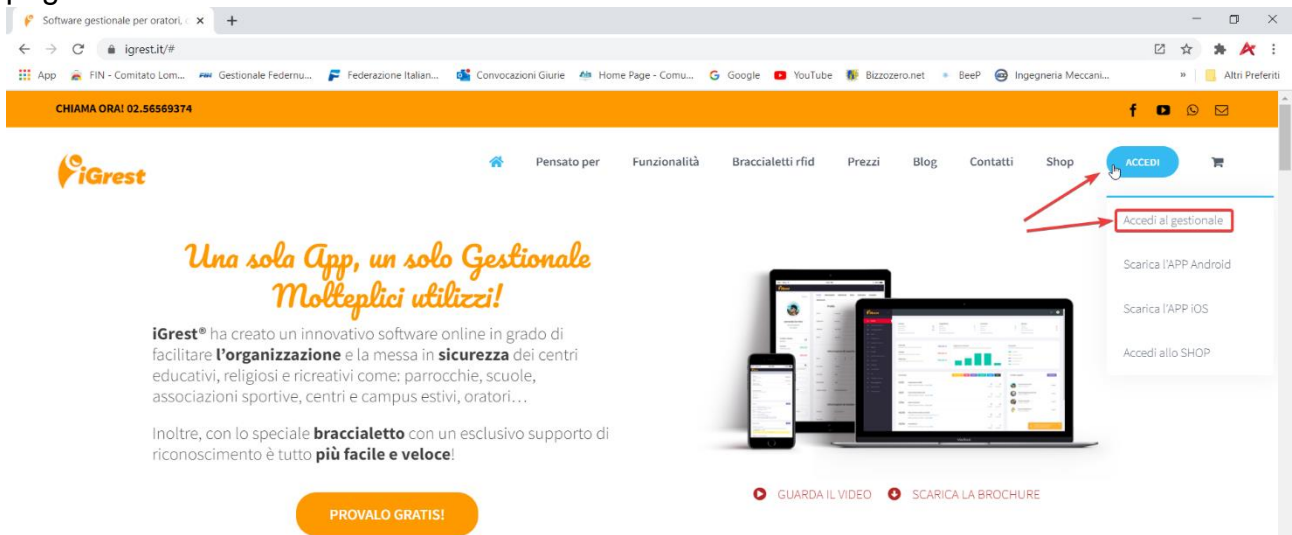 Software gestionale per oratori, c
igrest.it/#
App
FIN - Comitato Lom...
Gestionale Federnu...
Federazione Italian...
Convocazioni Giurie
Home Page - Comu...
Google
YouTube
Bizzozero.net
BeeP
Ingegneria Meccani...
»
Altri Preferiti
CHIAMA ORA! 02.56569374
iGrest
Pensato per
Funzionalità
Braccialetti rfid
Prezzi
Blog
Contatti
Shop
ACCEDI
Accedi al gestionale
Scarica l'APP Android
Scarica l'APP iOS
Accedi allo SHOP
Una sola App, un solo Gestionale
Molteplici utilizzi!
iGrest® ha creato un innovativo software online in grado di
facilitare l'organizzazione e la messa in sicurezza dei centri
educativi, religiosi e ricreativi come: parrocchie, scuole,
associazioni sportive, centri e campus estivi, oratori…
Inoltre, con lo speciale braccialetto con un esclusivo supporto di
riconoscimento è tutto più facile e veloce!
PROVALO GRATIS!
GUARDA IL VIDEO
SCARICA LA BROCHURE